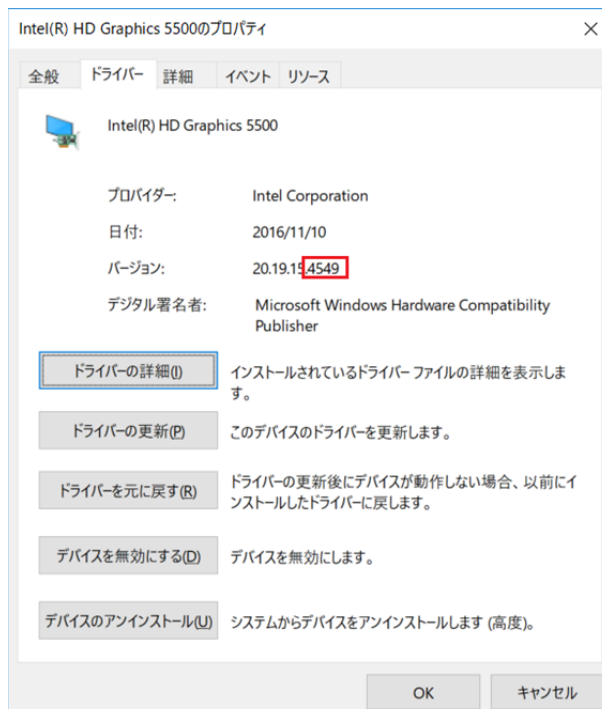 Intel(R) HD Graphics 5500のプロパティ
全般 ドライバー 詳細 イベント リソース
Intel(R) HD Graphics 5500
プロバイダー: Intel Corporation
日付: 2016/11/10
バージョン: 20.19.15.4549
デジタル署名者: Microsoft Windows Hardware Compatibility
Publisher
ドライバーの詳細(I) インストールされているドライバー ファイルの詳細を表示しま
す。
ドライバーの更新(P) このデバイスのドライバーを更新します。
ドライバーを元に戻す(R) ドライバーの更新後にデバイスが動作しない場合、以前にイ
ンストールしたドライバーに戻します。
デバイスを無効にする(D) デバイスを無効にします。
デバイスのアンインストール(U) システムからデバイスをアンインストールします (高度)。
OK キャンセル